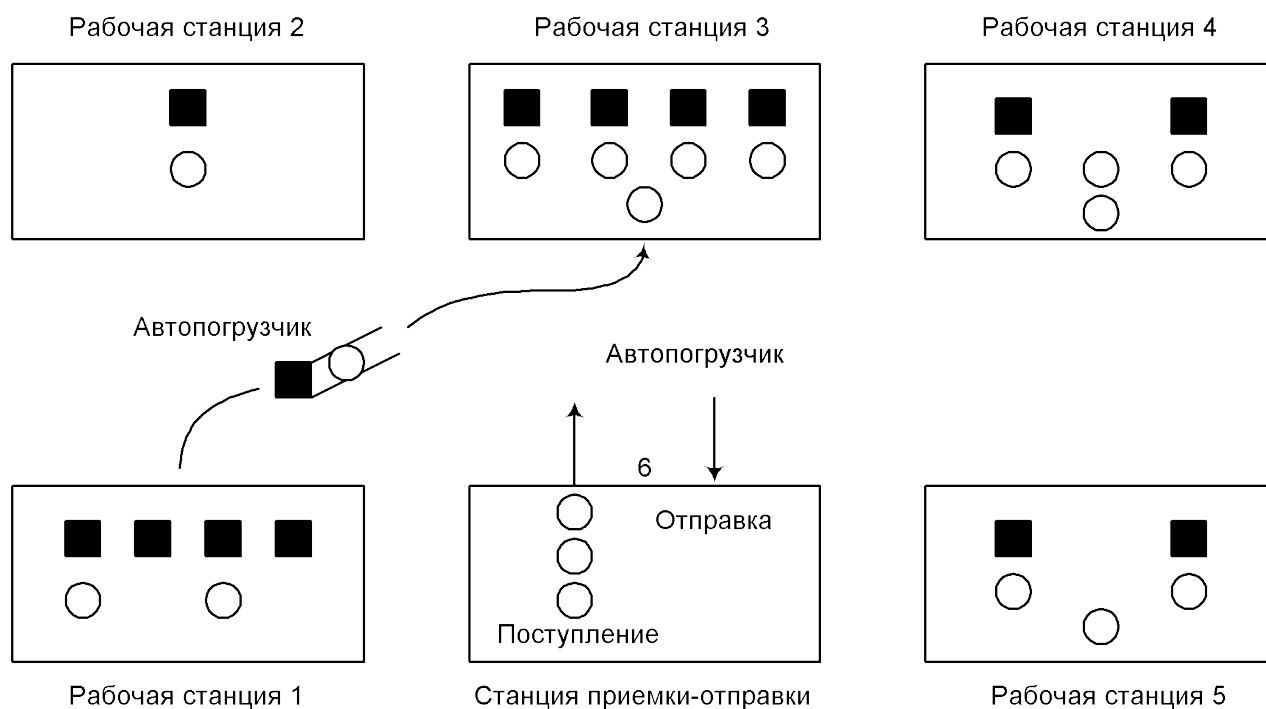 Рабочая станция 2
Рабочая станция 3
Рабочая станция 4
Автопогрузчик
Автопогрузчик
6
Отправка
Поступление
Рабочая станция 1
Станция приемки-отправки
Рабочая станция 5